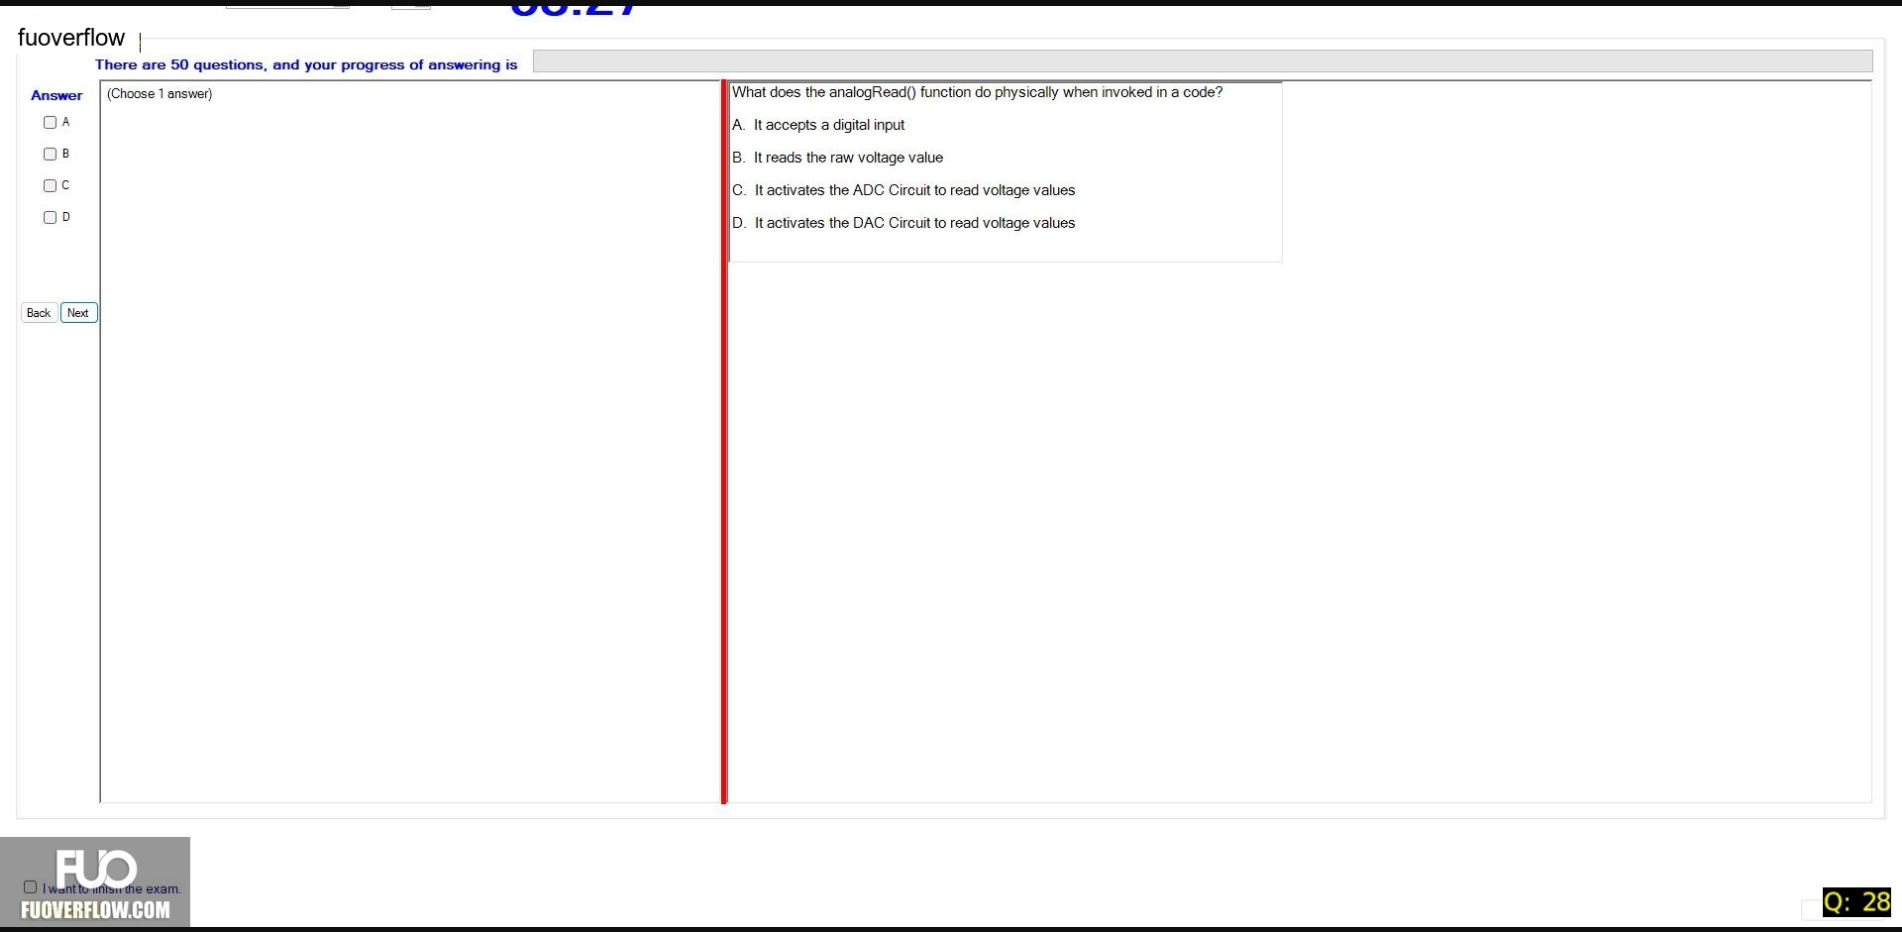 fuoverflow
There are 50 questions, and your progress of answering is
Answer
(Choose 1 answer)
A
B
C
D
Back Next
What does the analogRead() function do physically when invoked in a code?
A. It accepts a digital input
B. It reads the raw voltage value
C. It activates the ADC Circuit to read voltage values
D. It activates the DAC Circuit to read voltage values
FUO
I want to finish the exam.
FUOVERFLOW.COM
Q: 28